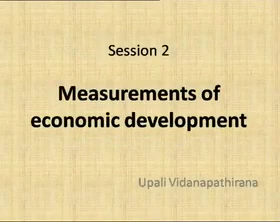 Session 2
Measurements of
economic development
Upali Vidanapathirana